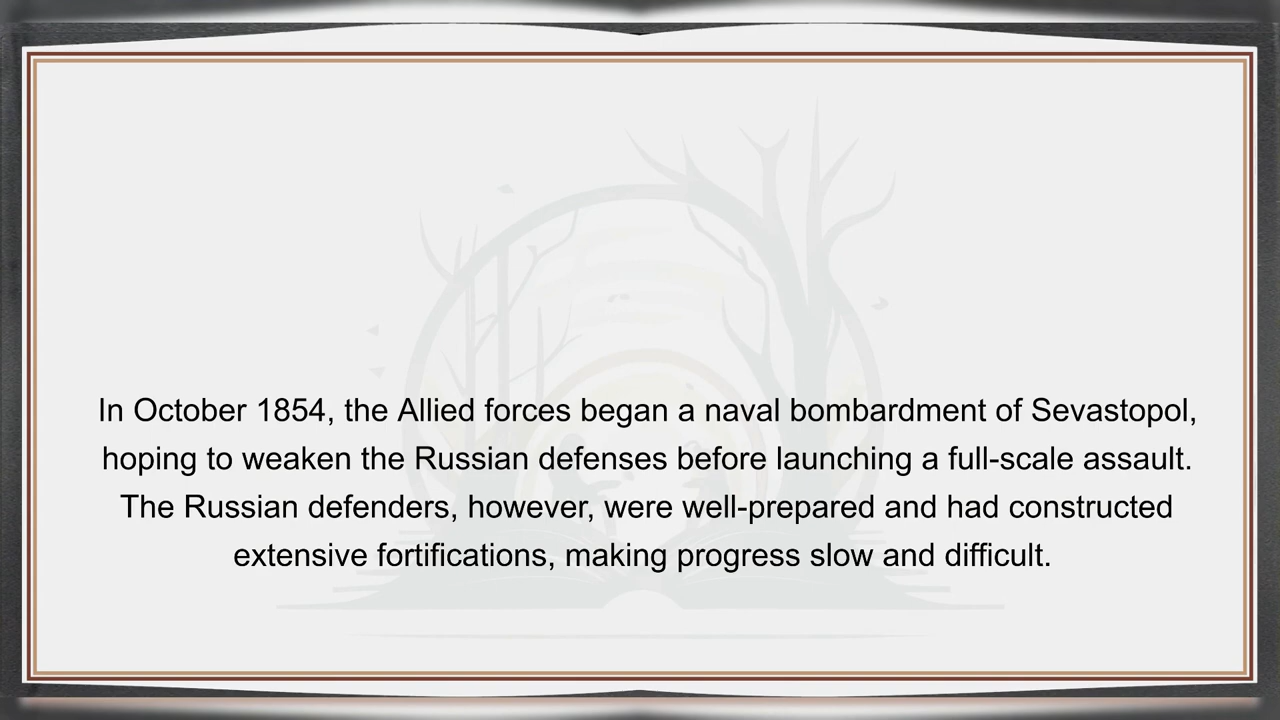 In October 1854, the Allied forces began a naval bombardment of Sevastopol,
hoping to weaken the Russian defenses before launching a full-scale assault.
The Russian defenders, however, were well-prepared and had constructed
extensive fortifications, making progress slow and difficult.